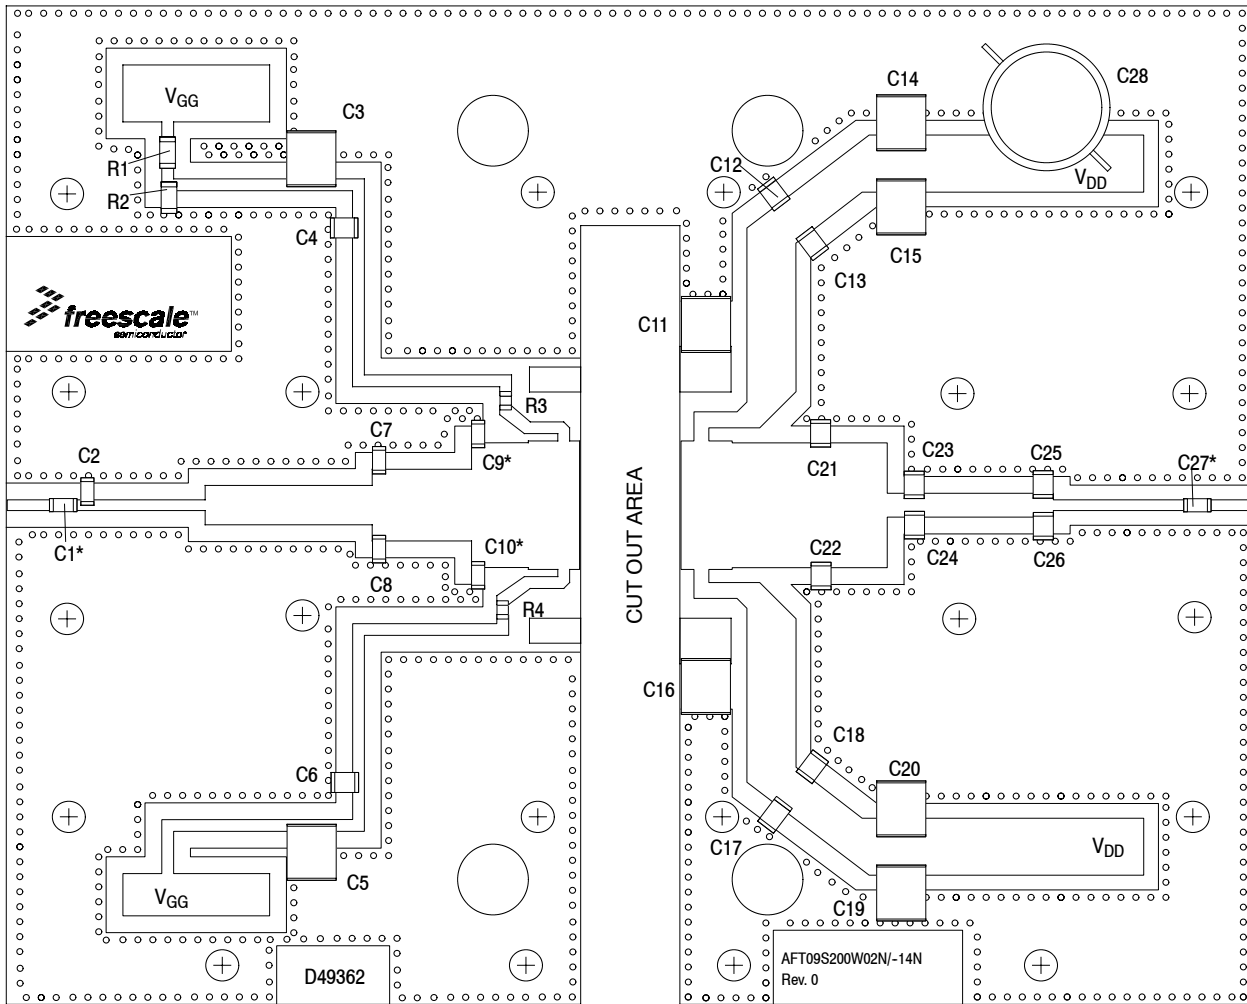 C14
C28
C3
VGG
R1
R2
C12
VDD
C4
C13
C15
freescale™
semiconductor
C11
R3
C7
C2
C9*
C21
C23
C25
C27*
C1*
C10*
C8
C22
C24
C26
R4
CUT OUT AREA
C16
C6
C18
C20
C17
VDD
VGG
C5
C19
D49362
AFT09S200W02N/-14N
Rev. 0